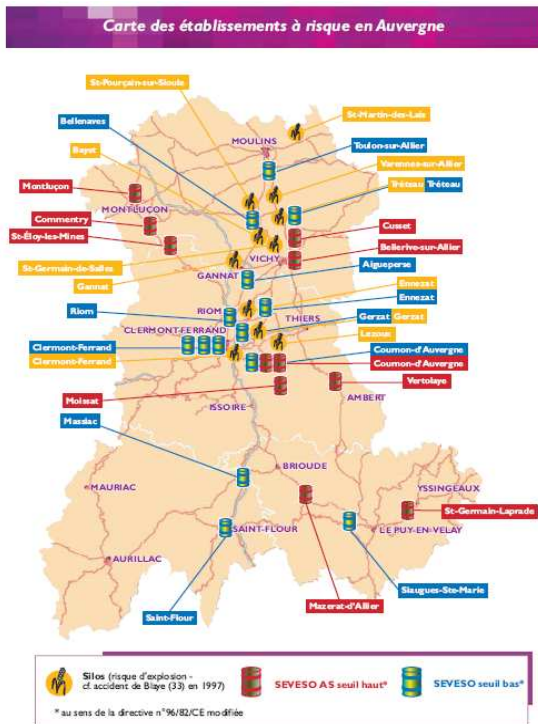 Carte des établissements à risque en Auvergne
St-Pourçain-sur-Sioule
St-Martin-des-Lais
Bellenaves
MOULINS
Toulon-sur-Allier
Bayet
Varennes-sur-Allier
Tréteau Tréteau
Montluçon
MONTLUÇON
Commentry
Cusset
St-Éloy-les-Mines
VICHY
Bellerive-sur-Allier
St-Germain-de-Salles
GANNAT
Aigueperse
Gannat
Ennezat
Riom
RIOM
Ennezat
THIERS
CLERMONT-FERRAND
Gerzat Gerzat
Lezoux
Clermont-Ferrand
Cournon-d'Auvergne
Clermont-Ferrand
Cournon-d'Auvergne
Moissat
Vertolaye
ISSOIRE
AMBERT
Massiac
BRIOUDE
MAURIAC
YSSINGEAUX
St-Germain-Laprade
SAINT-FLOUR
LE PUY-EN-VELAY
AURILLAC
Siaugues-Ste-Marie
Mazerat-d'Allier
Saint-Flour
Silos (risque d'explosion -
cf. accident de Blaye (33) en 1997)
SEVESO AS seuil haut*
SEVESO seuil bas*
* au sens de la directive n°96/82/CE modifiée